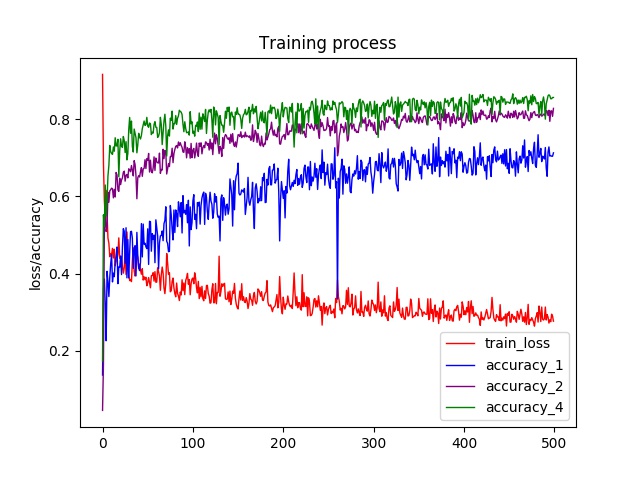 Training process
loss/accuracy
0.8
0.6
0.4
0.2
0 100 200 300 400 500
train_loss
accuracy_1
accuracy_2
accuracy_4